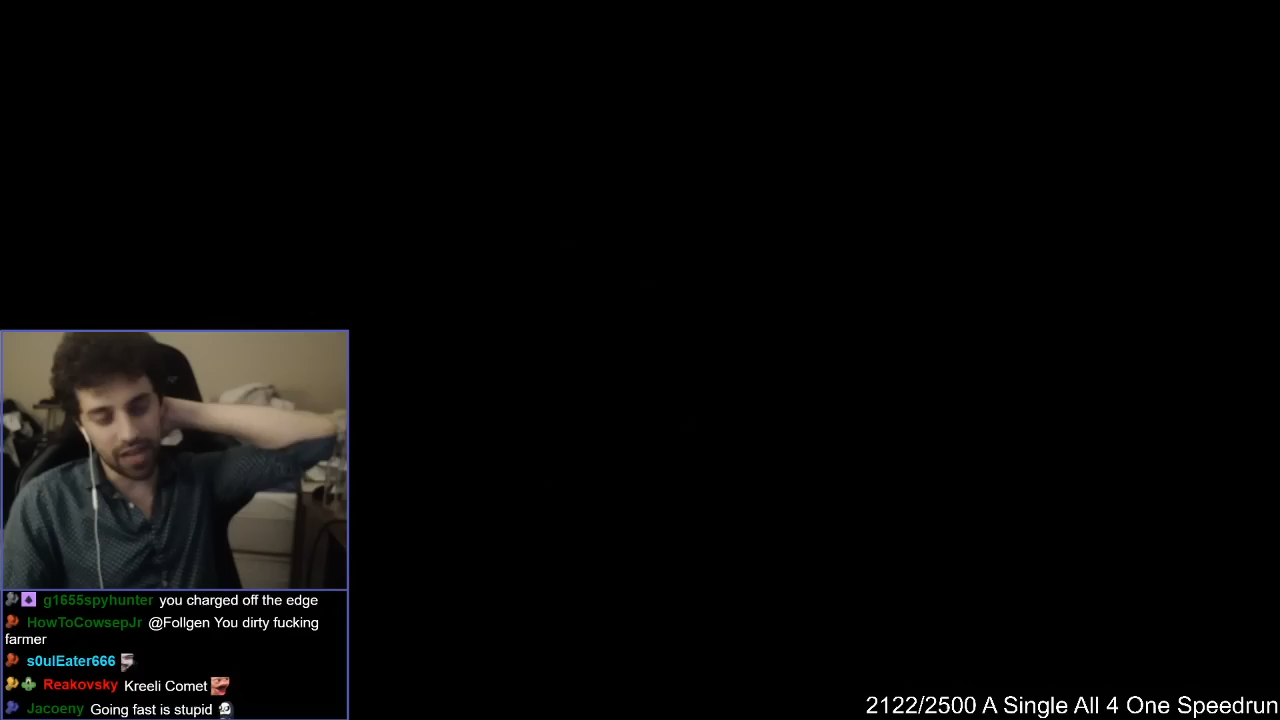 g1655spyhunter you charged off the edge
HowToCowsepJr @Follgen You dirty fucking
farmer
s0ulEater666
Reakovsky Kreeli Comet
Jacoeny Going fast is stupid
2122/2500 A Single All 4 One Speedrun